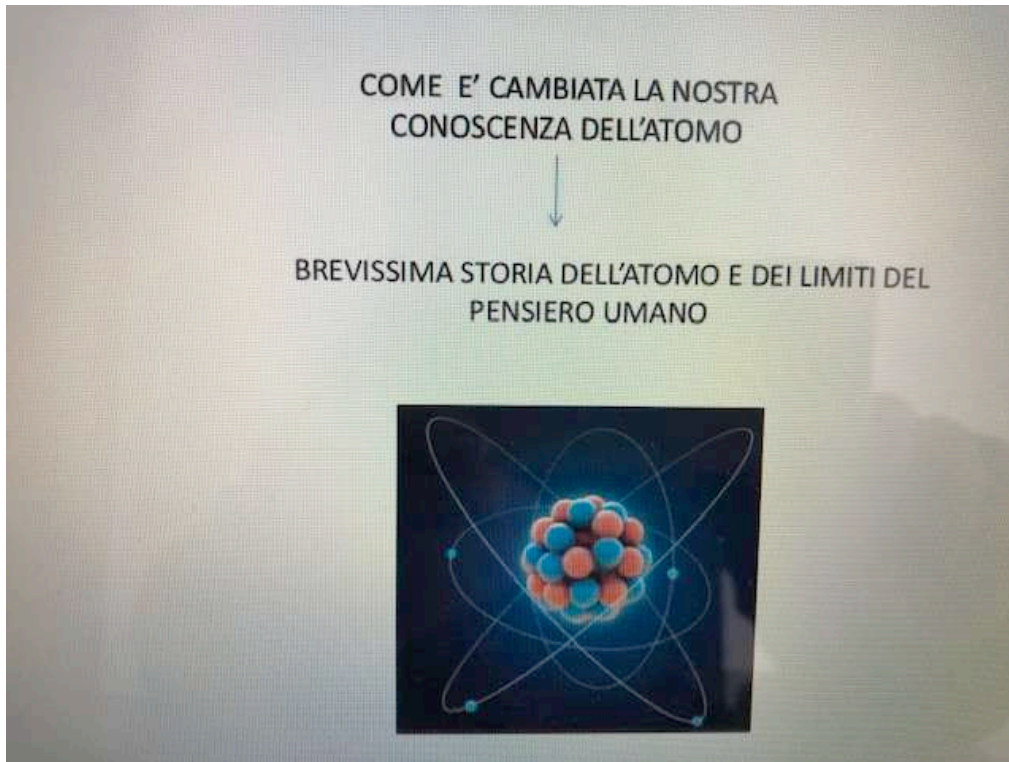 COME E' CAMBIATA LA NOSTRA
CONOSCENZA DELL'ATOMO
BREVISSIMA STORIA DELL'ATOMO E DEI LIMITI DEL
PENSIERO UMANO